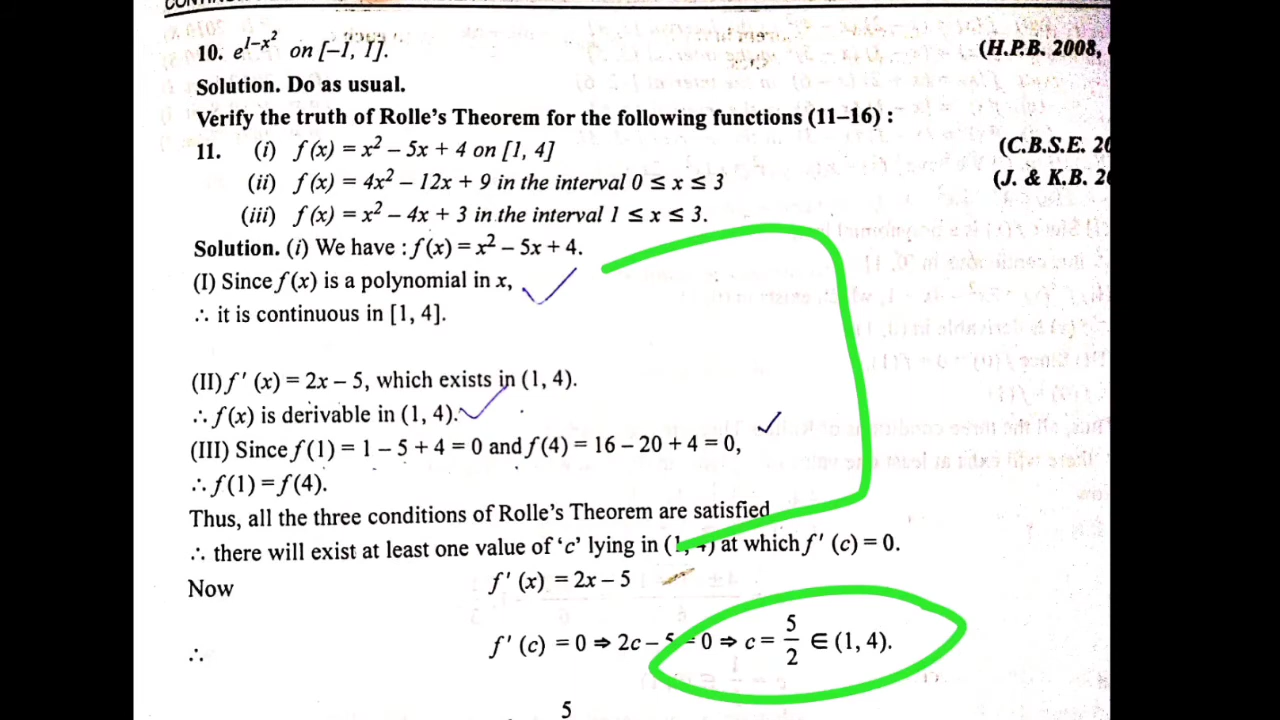 10. e^{1–x²} on [–1, 1]. (H.P.B. 2008,
Solution. Do as usual.
Verify the truth of Rolle's Theorem for the following functions (11–16) :
11. (i) f(x) = x² – 5x + 4 on [1, 4] (C.B.S.E. 20
(ii) f(x) = 4x² – 12x + 9 in the interval 0 ≤ x ≤ 3 (J. & K.B. 20
(iii) f(x) = x² – 4x + 3 in the interval 1 ≤ x ≤ 3.
Solution. (i) We have : f(x) = x² – 5x + 4.
(I) Since f(x) is a polynomial in x,
∴ it is continuous in [1, 4].
(II) f'(x) = 2x – 5, which exists in (1, 4).
∴ f(x) is derivable in (1, 4).
(III) Since f(1) = 1 – 5 + 4 = 0 and f(4) = 16 – 20 + 4 = 0,
∴ f(1) = f(4).
Thus, all the three conditions of Rolle's Theorem are satisfied
∴ there will exist at least one value of 'c' lying in (1, 4) at which f'(c) = 0.
Now f'(x) = 2x – 5
∴ f'(c) = 0 ⇒ 2c – 5 = 0 ⇒ c = 5/2 ∈ (1, 4).
5